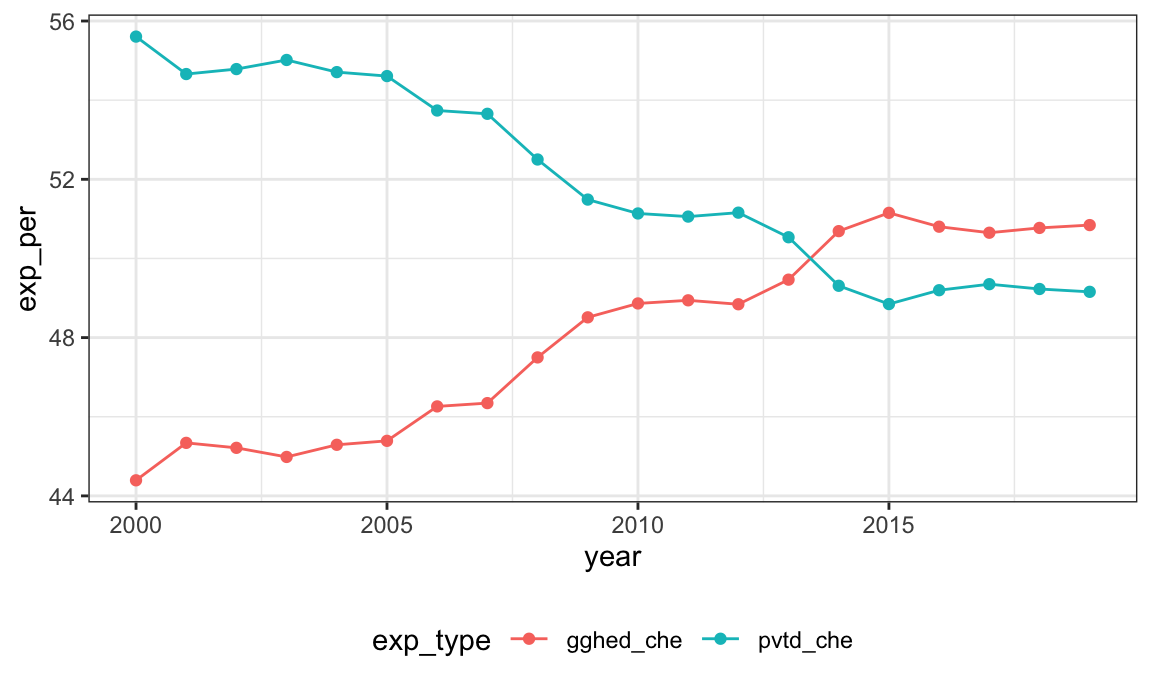 56
52
48
44
exp_per
2000 2005 2010 2015
year
exp_type gghed_che pvtd_che